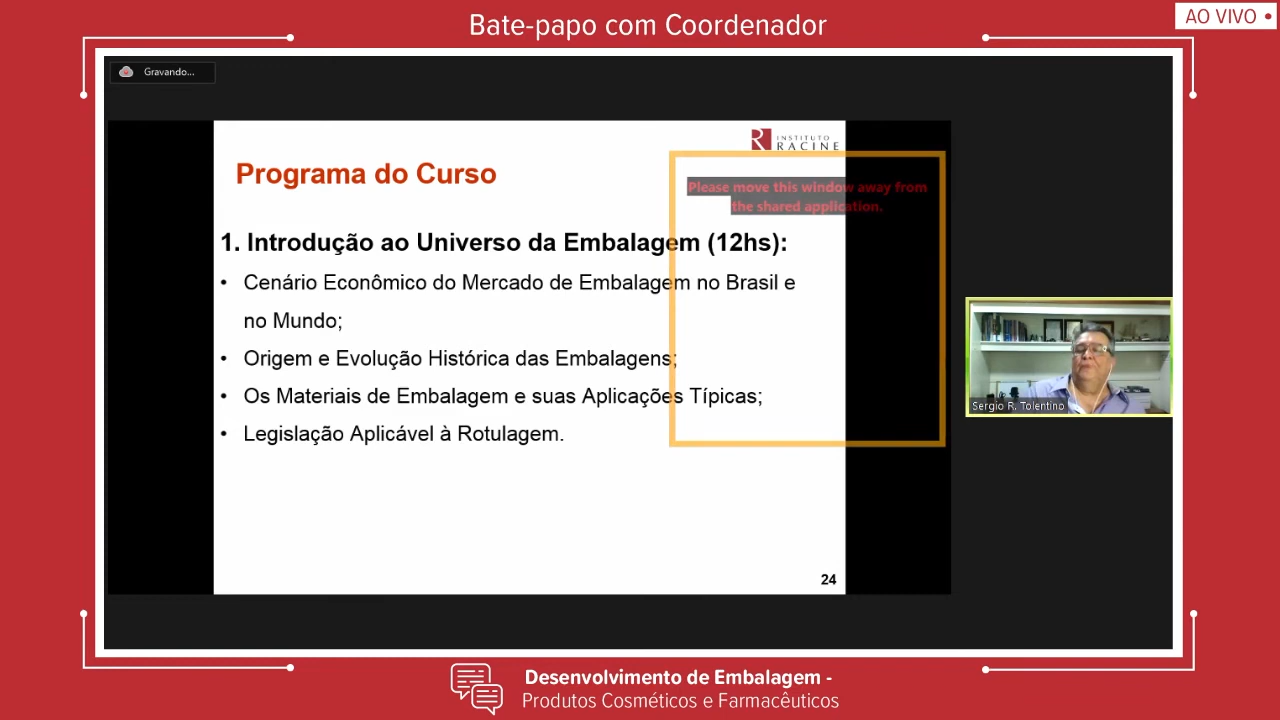 Bate-papo com Coordenador
AO VIVO
Gravando...
INSTITUTO
RACINE
Programa do Curso
Please move this window away from
the shared application.
1. Introdução ao Universo da Embalagem (12hs):
• Cenário Econômico do Mercado de Embalagem no Brasil e
no Mundo;
• Origem e Evolução Histórica das Embalagens;
• Os Materiais de Embalagem e suas Aplicações Típicas;
• Legislação Aplicável à Rotulagem.
Sergio R. Tolentino
24
Desenvolvimento de Embalagem -
Produtos Cosméticos e Farmacêuticos